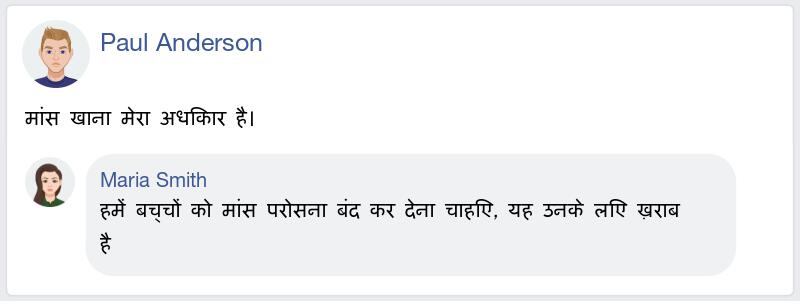 Paul Anderson
मांस खाना मेरा अधिकार है।
Maria Smith
हमें बच्चों को मांस परोसना बंद कर देना चाहिए, यह उनके लिए ख़राब
है